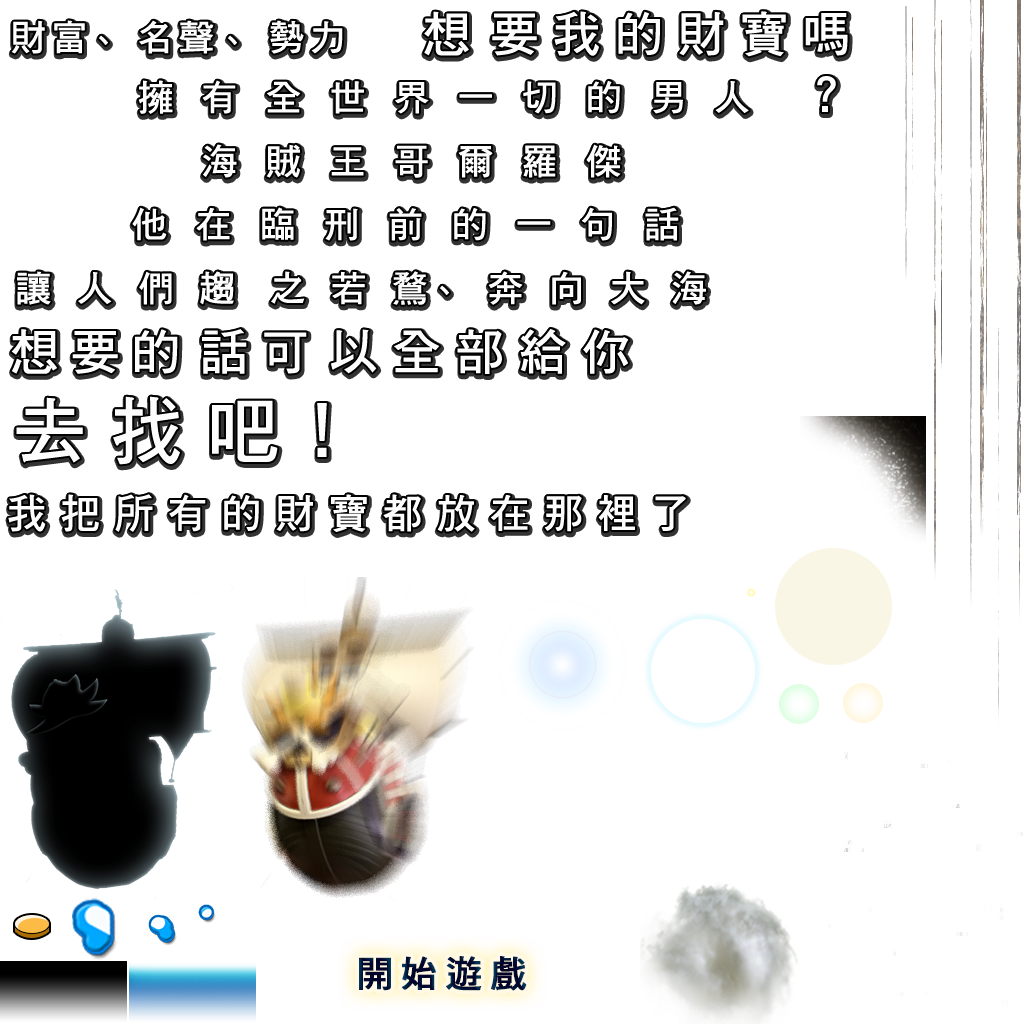 財富、名聲、勢力
想要我的財寶嗎
擁有全世界一切的男人
?
海賊王哥爾羅傑
他在臨刑前的一句話
讓人們趨之若鶩、奔向大海
想要的話可以全部給你
去找吧!
我把所有的財寶都放在那裡了
開始遊戲